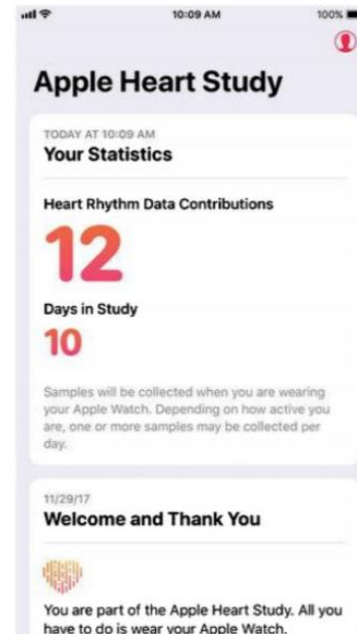 10:09 AM 100%
Apple Heart Study
TODAY AT 10:09 AM
Your Statistics
Heart Rhythm Data Contributions
12
Days in Study
10
Samples will be collected when you are wearing
your Apple Watch. Depending on how active you
are, one or more samples may be collected per
day.
11/29/17
Welcome and Thank You
You are part of the Apple Heart Study. All you
have to do is wear your Apple Watch.